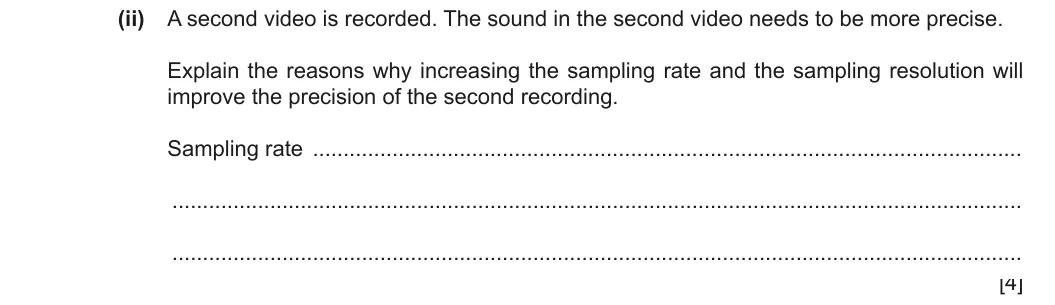 (ii) A second video is recorded. The sound in the second video needs to be more precise.
Explain the reasons why increasing the sampling rate and the sampling resolution will
improve the precision of the second recording.
Sampling rate ..........................................................................................................................
..................................................................................................................................................
..................................................................................................................................................
[4]